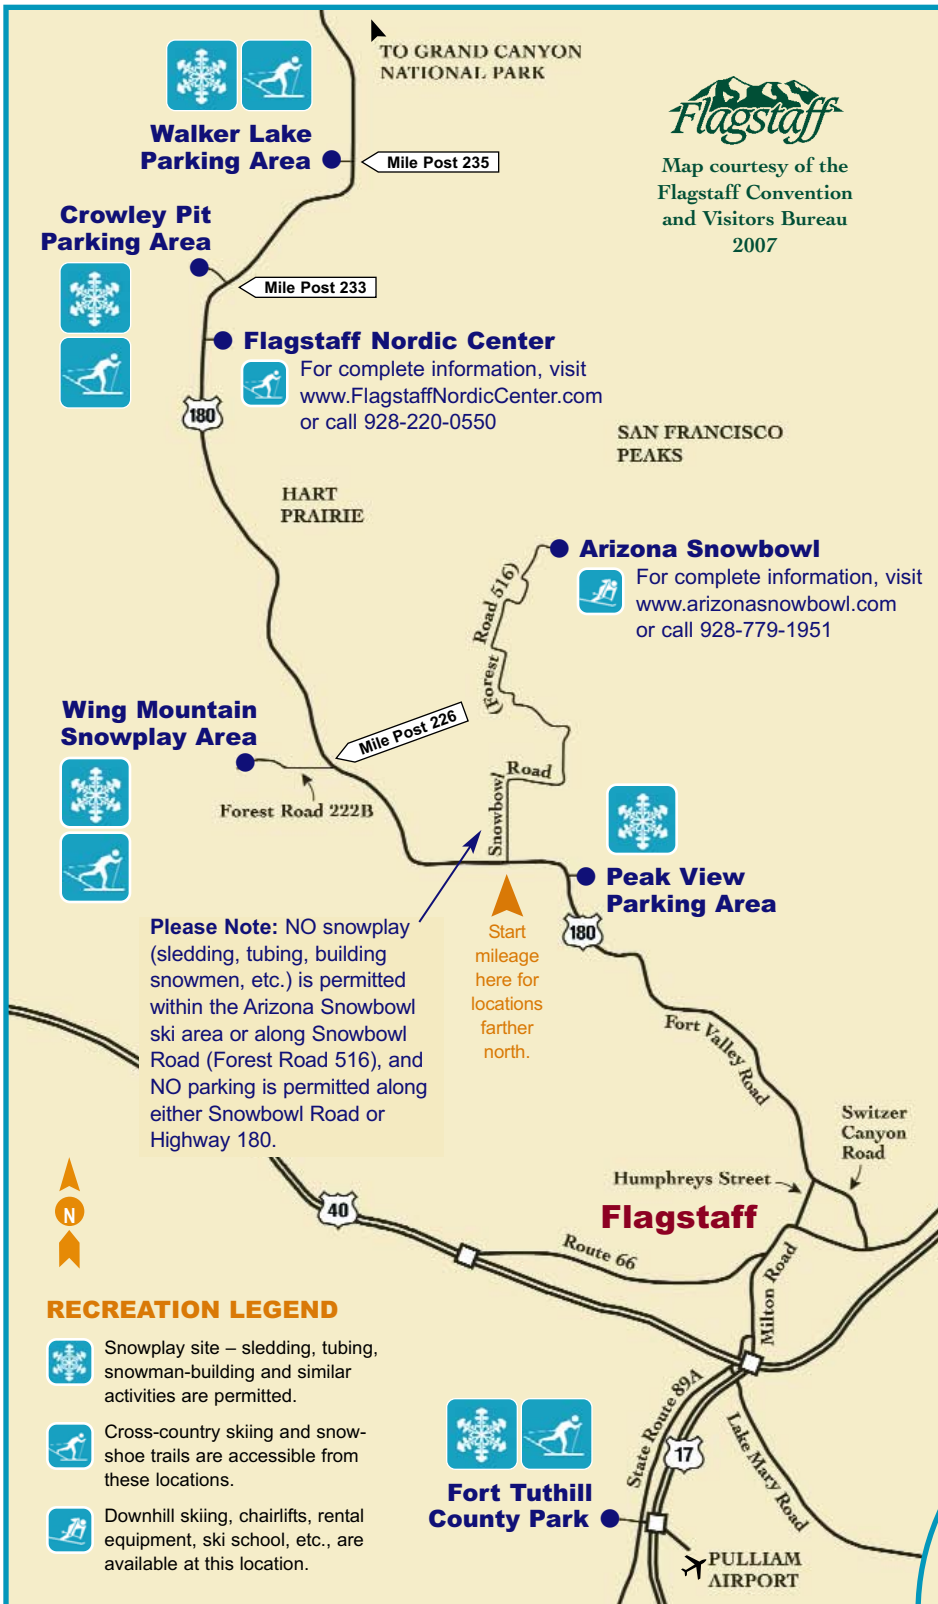 TO GRAND CANYON
NATIONAL PARK
Walker Lake
Parking Area
Mile Post 235
Flagstaff
Map courtesy of the
Flagstaff Convention
and Visitors Bureau
2007
Crowley Pit
Parking Area
Mile Post 233
Flagstaff Nordic Center
For complete information, visit
www.FlagstaffNordicCenter.com
or call 928-220-0550
180
SAN FRANCISCO
PEAKS
HART
PRAIRIE
Arizona Snowbowl
For complete information, visit
www.arizonasnowbowl.com
or call 928-779-1951
(Forest Road 516)
Wing Mountain
Snowplay Area
Mile Post 226
Forest Road 222B
Snowbowl Road
Peak View
Parking Area
180
Start
mileage
here for
locations
farther
north.
Please Note: NO snowplay
(sledding, tubing, building
snowmen, etc.) is permitted
within the Arizona Snowbowl
ski area or along Snowbowl
Road (Forest Road 516), and
NO parking is permitted along
either Snowbowl Road or
Highway 180.
Fort Valley Road
Switzer
Canyon
Road
Humphreys Street
Flagstaff
N
40
Route 66
Milton Road
RECREATION LEGEND
Snowplay site – sledding, tubing,
snowman-building and similar
activities are permitted.
Cross-country skiing and snow-
shoe trails are accessible from
these locations.
Downhill skiing, chairlifts, rental
equipment, ski school, etc., are
available at this location.
State Route 89A
17
Lake Mary Road
Fort Tuthill
County Park
PULLIAM
AIRPORT